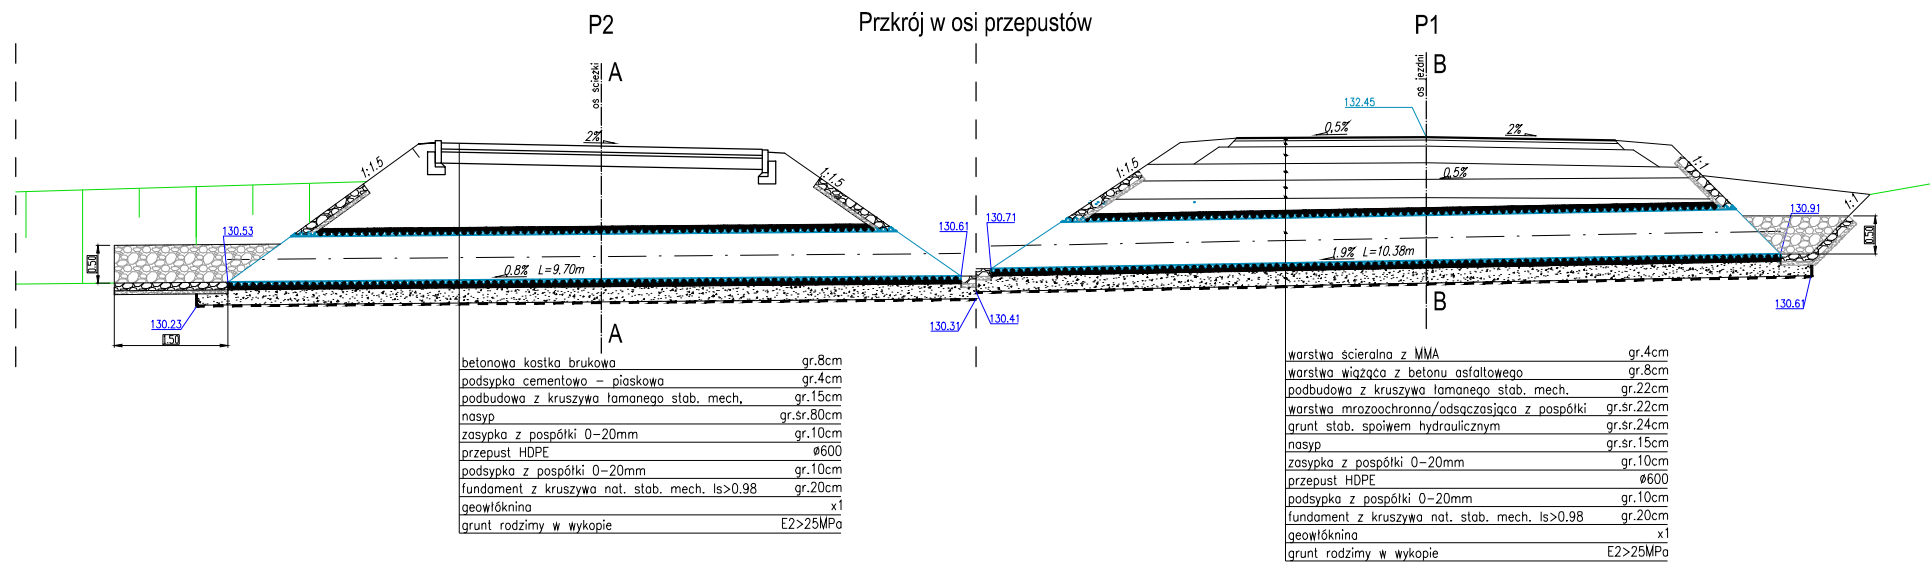 Przkrój w osi przepustów
P2
A
oś ścieżki
2%
1:1.5
1:1.5
130.53
130.61
0.50
0.8% L=9.70m
130.23
1.50
130.31
A
betonowa kostka brukowa gr.8cm
podsypka cementowo – piaskowa gr.4cm
podbudowa z kruszywa łamanego stab. mech, gr.15cm
nasyp gr.śr.80cm
zasypka z pospółki 0-20mm gr.10cm
przepust HDPE ø600
podsypka z pospółki 0-20mm gr.10cm
fundament z kruszywa nat. stab. mech. Is>0.98 gr.20cm
geowłóknina x1
grunt rodzimy w wykopie E2>25MPa
P1
B
oś jezdni
132.45
0,5%
2%
1:1.5
1:1
0,5%
1:1
130.71
130.91
0.50
1.9% L=10.38m
130.41
130.61
B
warstwa ścieralna z MMA gr.4cm
warstwa wiążąca z betonu asfaltowego gr.8cm
podbudowa z kruszywa łamanego stab. mech. gr.22cm
warstwa mrozoochronna/odsączasjąca z pospółki gr.śr.22cm
grunt stab. spoiwem hydraulicznym gr.śr.24cm
nasyp gr.śr.15cm
zasypka z pospółki 0-20mm gr.10cm
przepust HDPE ø600
podsypka z pospółki 0-20mm gr.10cm
fundament z kruszywa nat. stab. mech. Is>0.98 gr.20cm
geowłóknina x1
grunt rodzimy w wykopie E2>25MPa